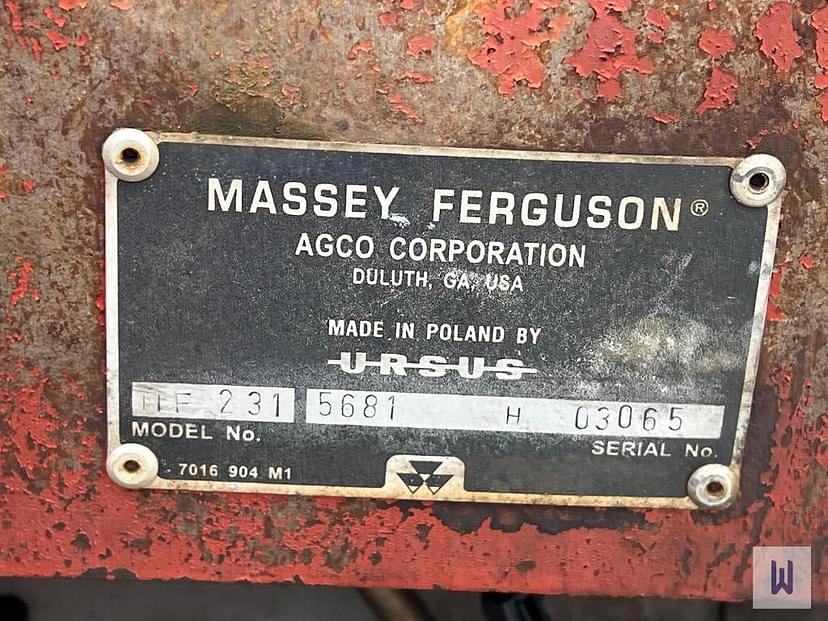 MASSEY FERGUSON®
AGCO CORPORATION
DULUTH, GA, USA
MADE IN POLAND BY
URSUS
231 5681 H 03065
MODEL No. SERIAL No.
7016 904 M1
W